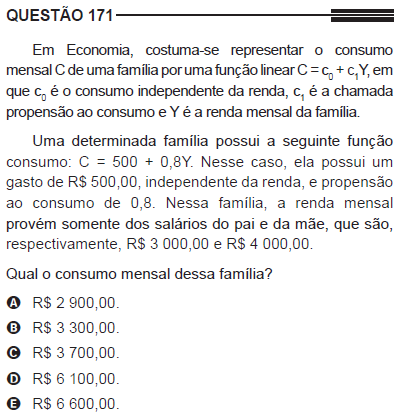 QUESTÃO 171
Em Economia, costuma-se representar o consumo
mensal C de uma família por uma função linear C = c₀ + c₁Y, em
que c₀ é o consumo independente da renda, c₁ é a chamada
propensão ao consumo e Y é a renda mensal da família.
Uma determinada família possui a seguinte função
consumo: C = 500 + 0,8Y. Nesse caso, ela possui um
gasto de R$ 500,00, independente da renda, e propensão
ao consumo de 0,8. Nessa família, a renda mensal
provém somente dos salários do pai e da mãe, que são,
respectivamente, R$ 3 000,00 e R$ 4 000,00.
Qual o consumo mensal dessa família?
A R$ 2 900,00.
B R$ 3 300,00.
C R$ 3 700,00.
D R$ 6 100,00.
E R$ 6 600,00.